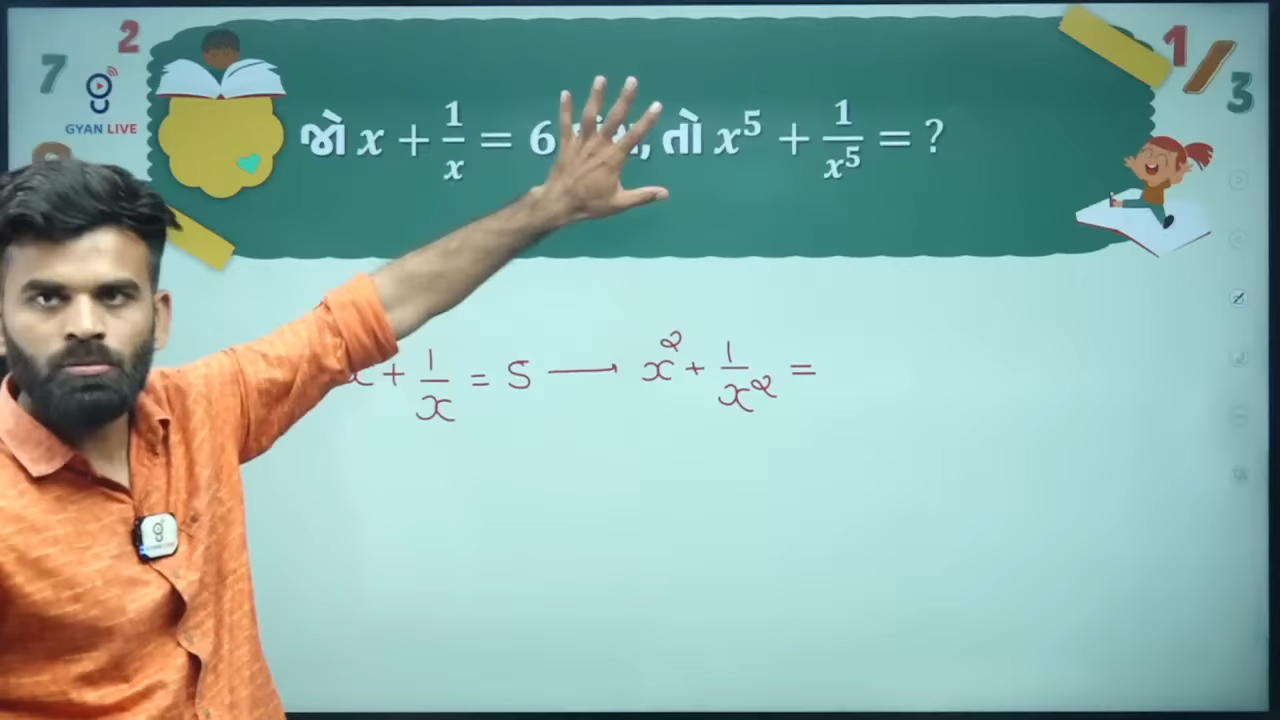 7 2
GYAN LIVE
1/3
જો x + 1/x = 6 , તો x⁵ + 1/x⁵ = ?
x + 1/x = 5 → x² + 1/x² =